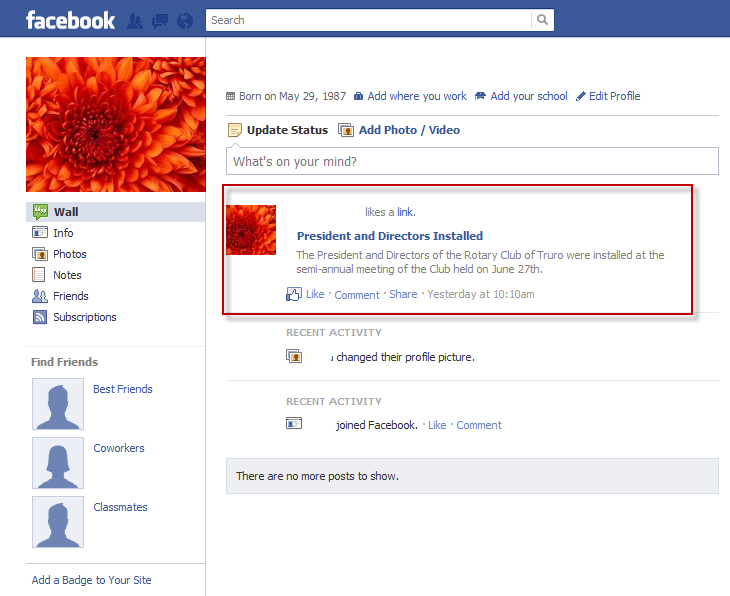 facebook
Search
Born on May 29, 1987 Add where you work Add your school Edit Profile
Update Status Add Photo / Video
What's on your mind?
Wall
Info
Photos
Notes
Friends
Subscriptions
likes a link.
President and Directors Installed
The President and Directors of the Rotary Club of Truro were installed at the
semi-annual meeting of the Club held on June 27th.
Like · Comment · Share · Yesterday at 10:10am
RECENT ACTIVITY
changed their profile picture.
RECENT ACTIVITY
joined Facebook. · Like · Comment
There are no more posts to show.
Find Friends
Best Friends
Coworkers
Classmates
Add a Badge to Your Site